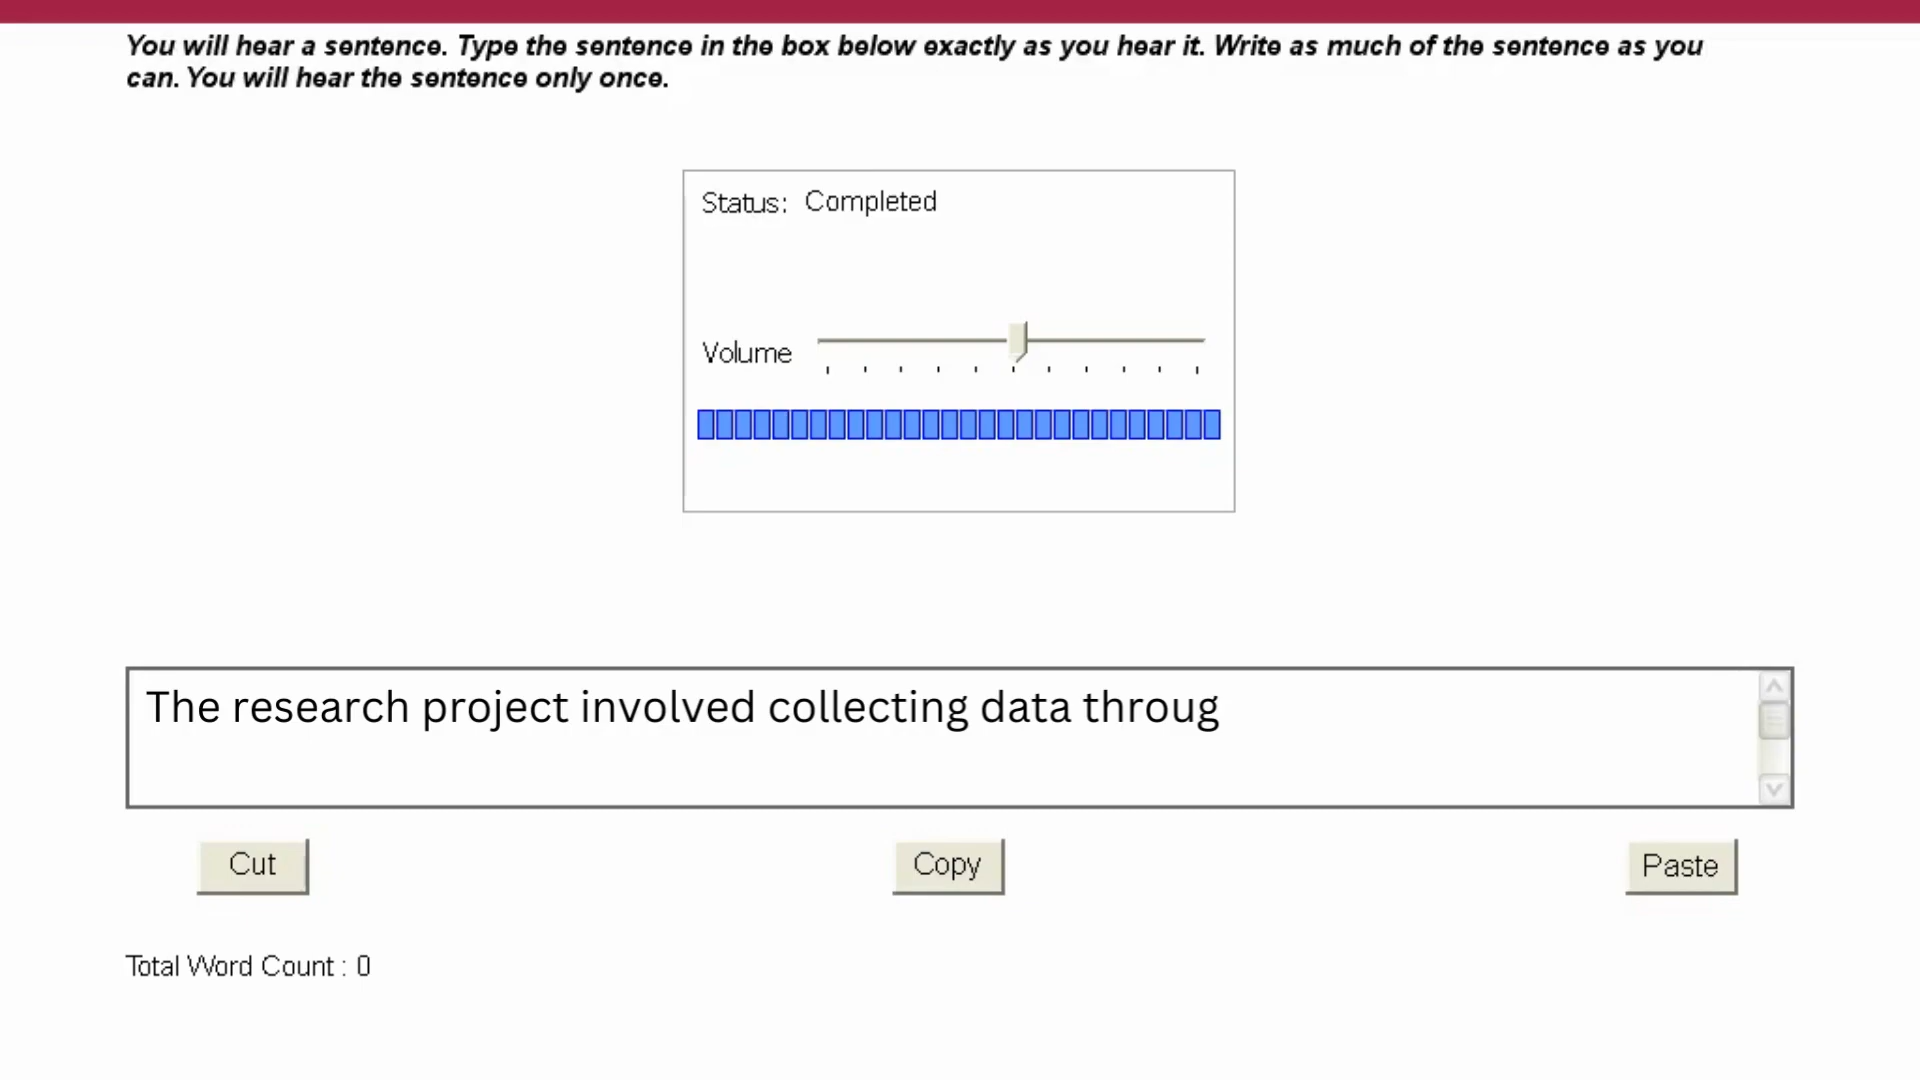 You will hear a sentence. Type the sentence in the box below exactly as you hear it. Write as much of the sentence as you
can. You will hear the sentence only once.
Status: Completed
Volume
The research project involved collecting data throug
Cut
Copy
Paste
Total Word Count : 0